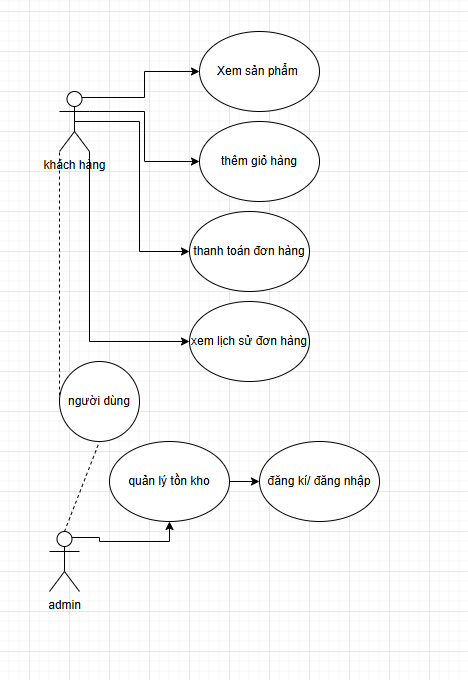 Xem sản phẩm
khách hàng
thêm giỏ hàng
thanh toán đơn hàng
xem lịch sử đơn hàng
người dùng
quản lý tồn kho
đăng kí/ đăng nhập
admin